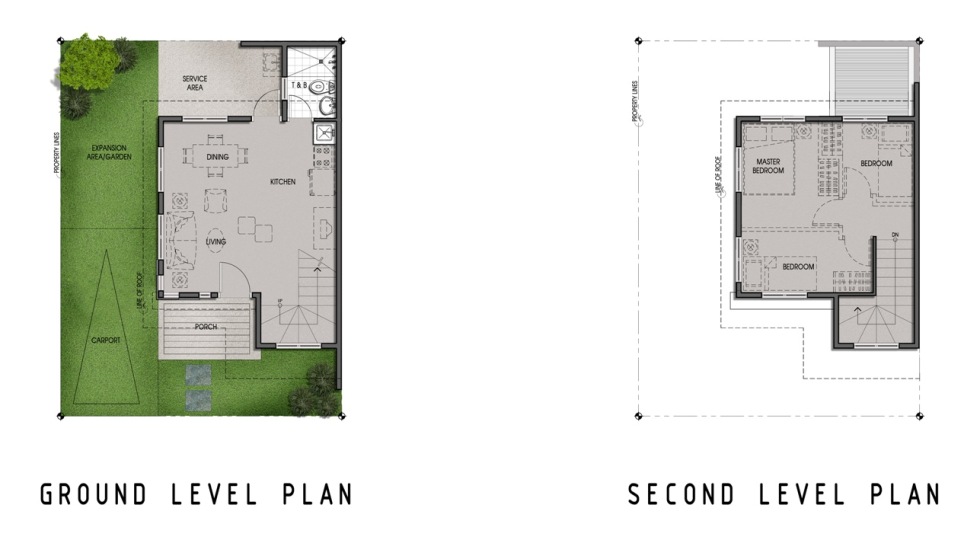 SERVICE
AREA
T & B
PROPERTY LINES
EXPANSION
AREA/GARDEN
DINING
KITCHEN
LIVING
LINE OF ROOF
UP
PORCH
CARPORT
GROUND LEVEL PLAN
PROPERTY LINES
LINE OF ROOF
MASTER
BEDROOM
BEDROOM
DN
BEDROOM
SECOND LEVEL PLAN